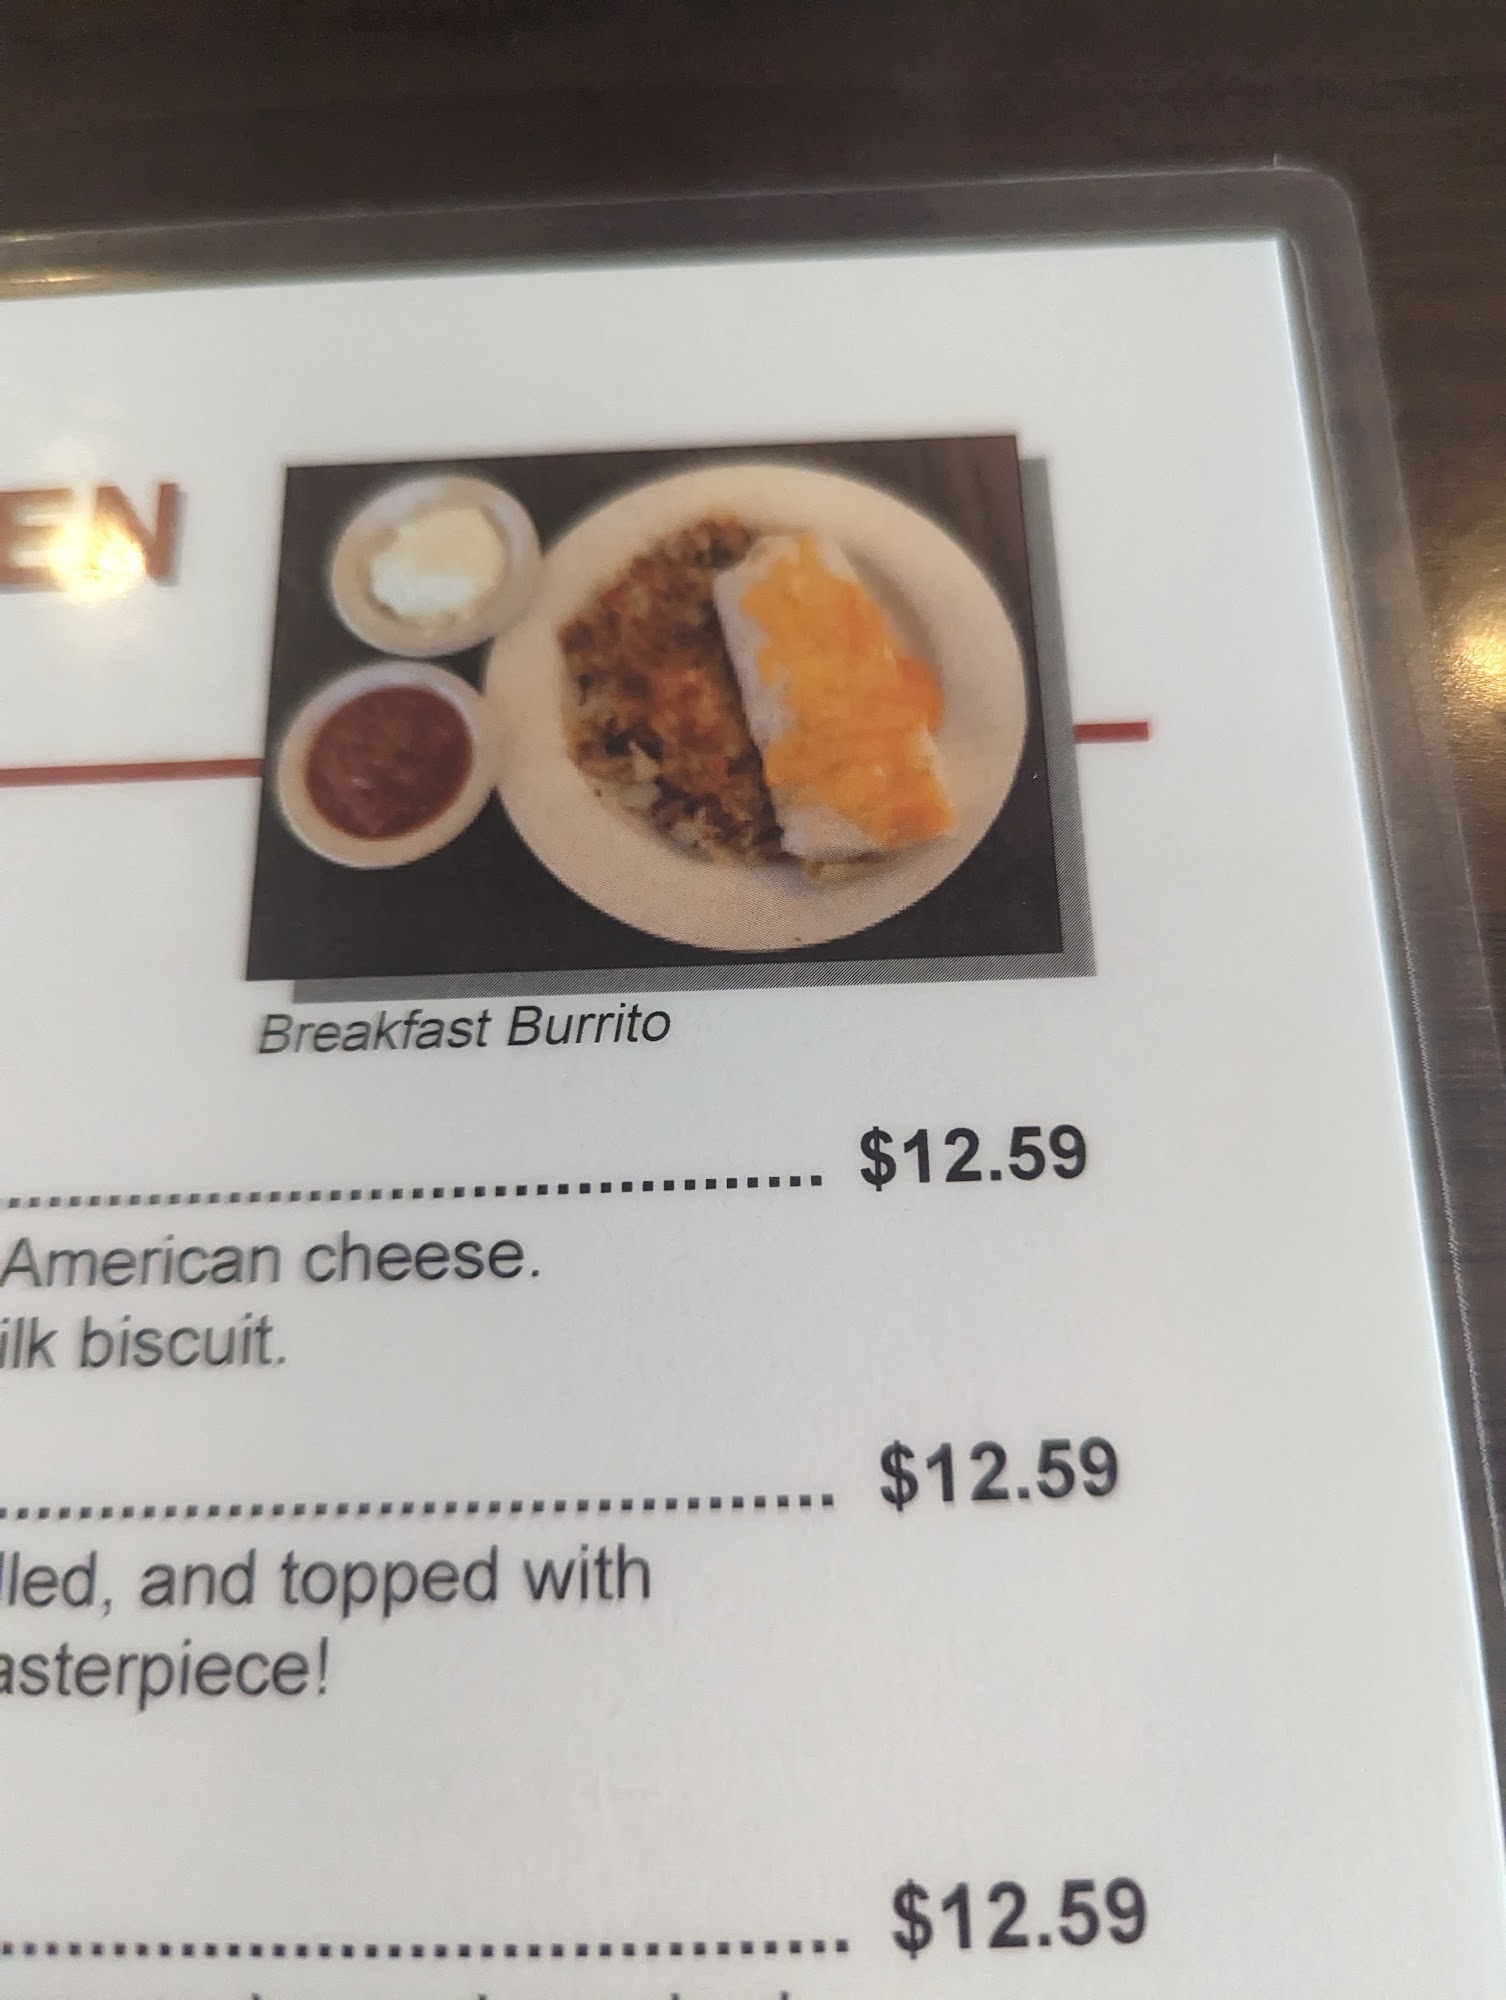 EN
Breakfast Burrito
$12.59
American cheese.
ilk biscuit.
$12.59
lled, and topped with
asterpiece!
$12.59